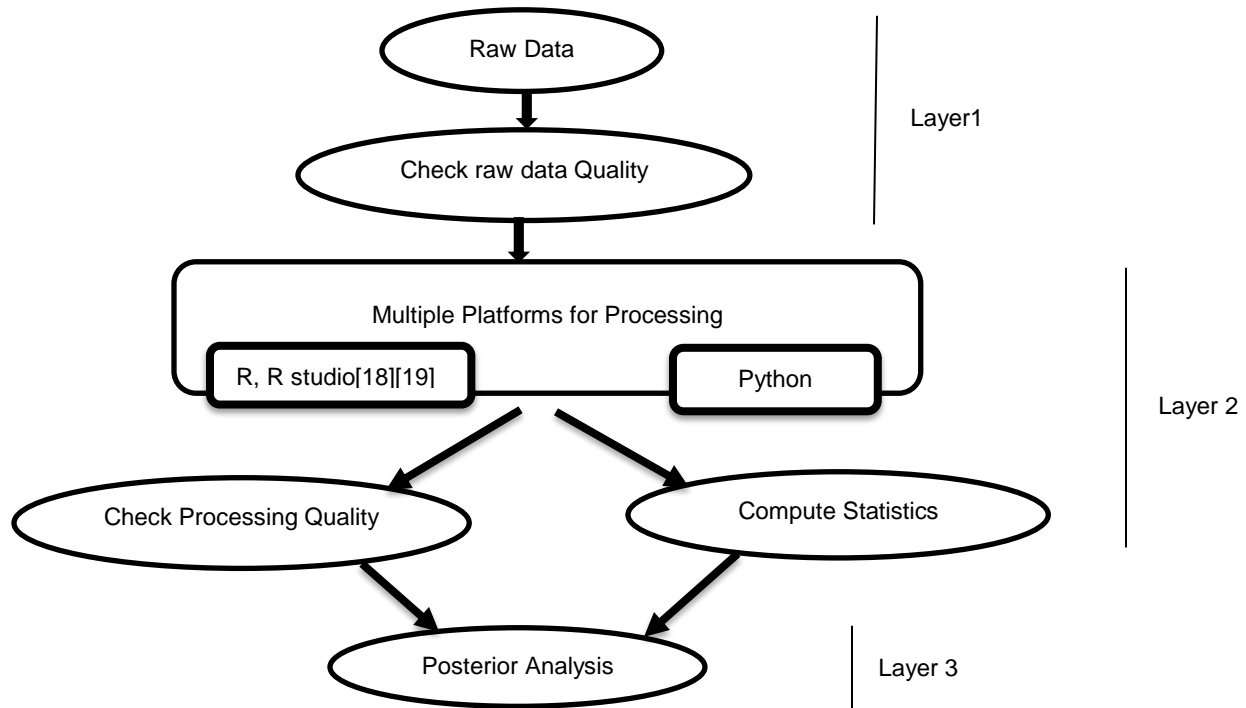 Raw Data
Layer1
Check raw data Quality
Multiple Platforms for Processing
R, R studio[18][19]
Python
Layer 2
Check Processing Quality
Compute Statistics
Posterior Analysis
Layer 3